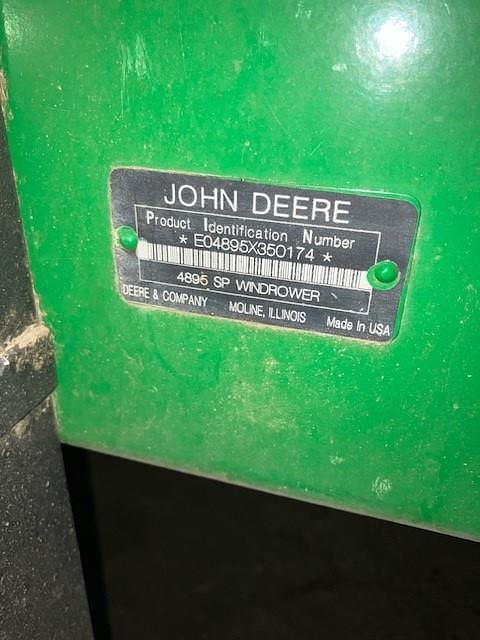 JOHN DEERE
Product Identification Number
* E04895X350174 *
4895 SP WINDROWER
DEERE & COMPANY MOLINE, ILLINOIS Made In USA